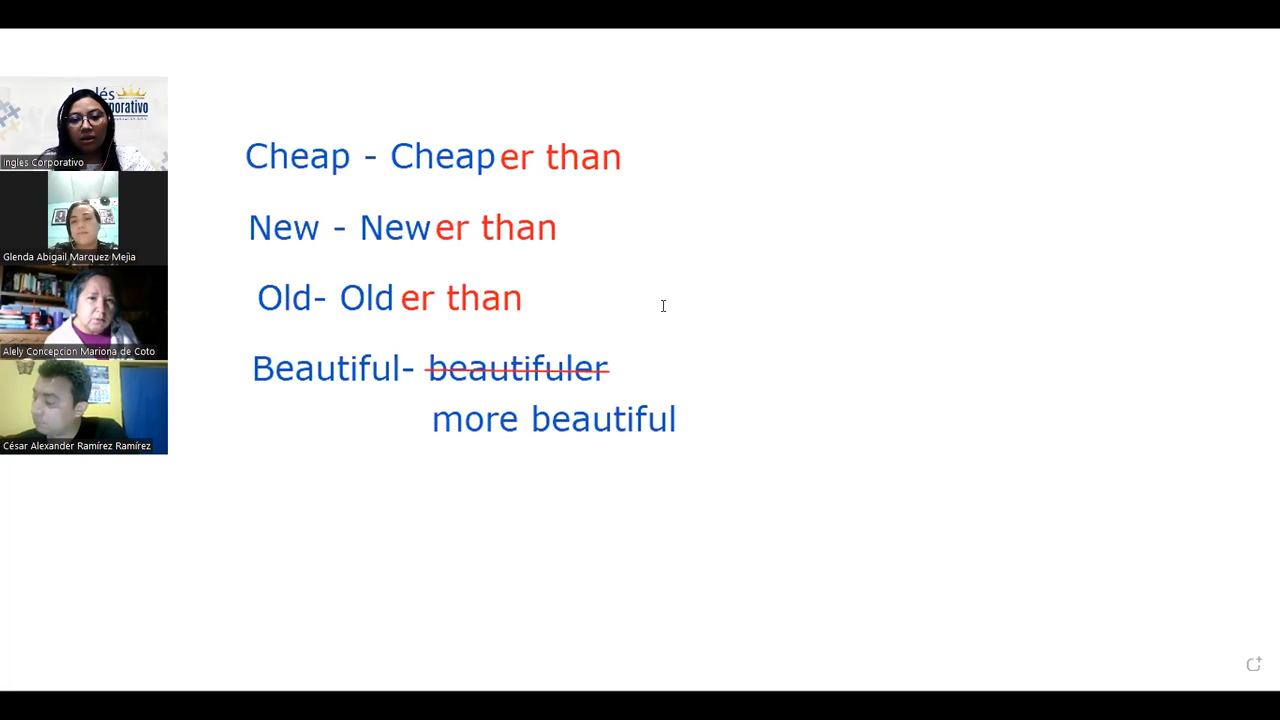 Inglés
Corporativo
Ingles Corporativo
Glenda Abigail Marquez Mejia
Alely Concepcion Mariona de Coto
César Alexander Ramírez Ramírez
Cheap - Cheaper than
New - Newer than
Old- Older than
Beautiful- beautifuler
more beautiful